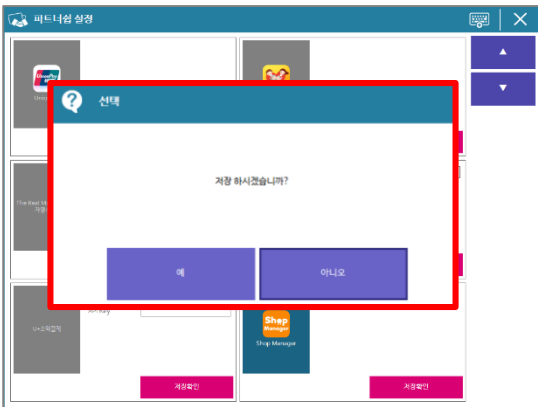 파트너쉽 설정
선택
저장 하시겠습니까?
예
아니요
Shop
Manager
Shop Manager
저장확인
저장확인